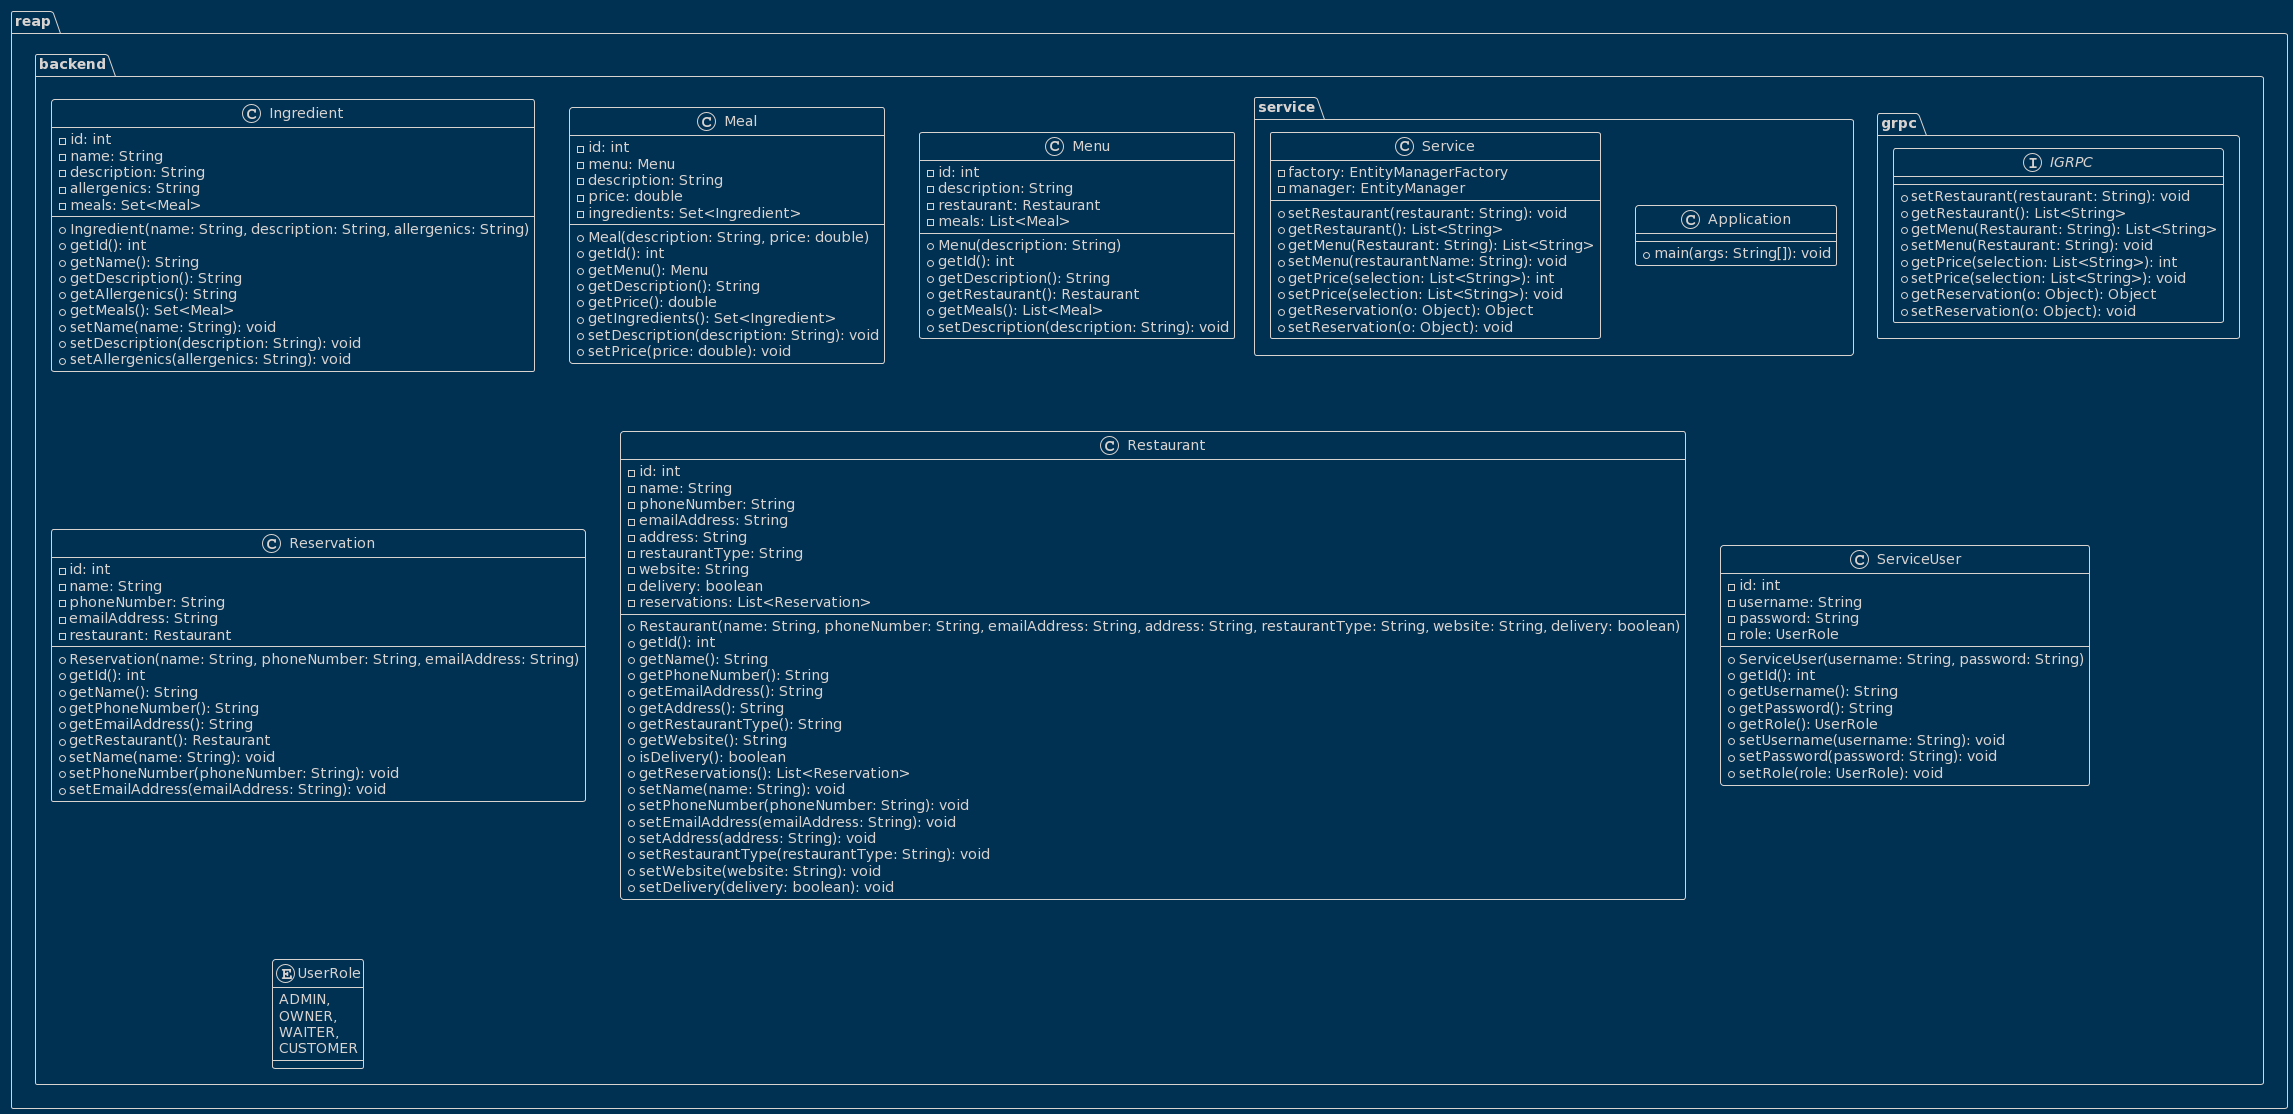 reap
backend
Ingredient
id: int
name: String
description: String
allergenics: String
meals: Set<Meal>
Ingredient(name: String, description: String, allergenics: String)
getId(): int
getName(): String
getDescription(): String
getAllergenics(): String
getMeals(): Set<Meal>
setName(name: String): void
setDescription(description: String): void
setAllergenics(allergenics: String): void
Meal
id: int
menu: Menu
description: String
price: double
ingredients: Set<Ingredient>
Meal(description: String, price: double)
getId(): int
getMenu(): Menu
getDescription(): String
getPrice(): double
getIngredients(): Set<Ingredient>
setDescription(description: String): void
setPrice(price: double): void
Menu
id: int
description: String
restaurant: Restaurant
meals: List<Meal>
Menu(description: String)
getId(): int
getDescription(): String
getRestaurant(): Restaurant
getMeals(): List<Meal>
setDescription(description: String): void
service
Service
factory: EntityManagerFactory
manager: EntityManager
setRestaurant(restaurant: String): void
getRestaurant(): List<String>
getMenu(Restaurant: String): List<String>
setMenu(restaurantName: String): void
getPrice(selection: List<String>): int
setPrice(selection: List<String>): void
getReservation(o: Object): Object
setReservation(o: Object): void
Application
main(args: String[]): void
grpc
IGRPC
setRestaurant(restaurant: String): void
getRestaurant(): List<String>
getMenu(Restaurant: String): List<String>
setMenu(Restaurant: String): void
getPrice(selection: List<String>): int
setPrice(selection: List<String>): void
getReservation(o: Object): Object
setReservation(o: Object): void
Reservation
id: int
name: String
phoneNumber: String
emailAddress: String
restaurant: Restaurant
Reservation(name: String, phoneNumber: String, emailAddress: String)
getId(): int
getName(): String
getPhoneNumber(): String
getEmailAddress(): String
getRestaurant(): Restaurant
setName(name: String): void
setPhoneNumber(phoneNumber: String): void
setEmailAddress(emailAddress: String): void
Restaurant
id: int
name: String
phoneNumber: String
emailAddress: String
address: String
restaurantType: String
website: String
delivery: boolean
reservations: List<Reservation>
Restaurant(name: String, phoneNumber: String, emailAddress: String, address: String, restaurantType: String, website: String, delivery: boolean)
getId(): int
getName(): String
getPhoneNumber(): String
getEmailAddress(): String
getAddress(): String
getRestaurantType(): String
getWebsite(): String
isDelivery(): boolean
getReservations(): List<Reservation>
setName(name: String): void
setPhoneNumber(phoneNumber: String): void
setEmailAddress(emailAddress: String): void
setAddress(address: String): void
setRestaurantType(restaurantType: String): void
setWebsite(website: String): void
setDelivery(delivery: boolean): void
ServiceUser
id: int
username: String
password: String
role: UserRole
ServiceUser(username: String, password: String)
getId(): int
getUsername(): String
getPassword(): String
getRole(): UserRole
setUsername(username: String): void
setPassword(password: String): void
setRole(role: UserRole): void
UserRole
ADMIN,
OWNER,
WAITER,
CUSTOMER